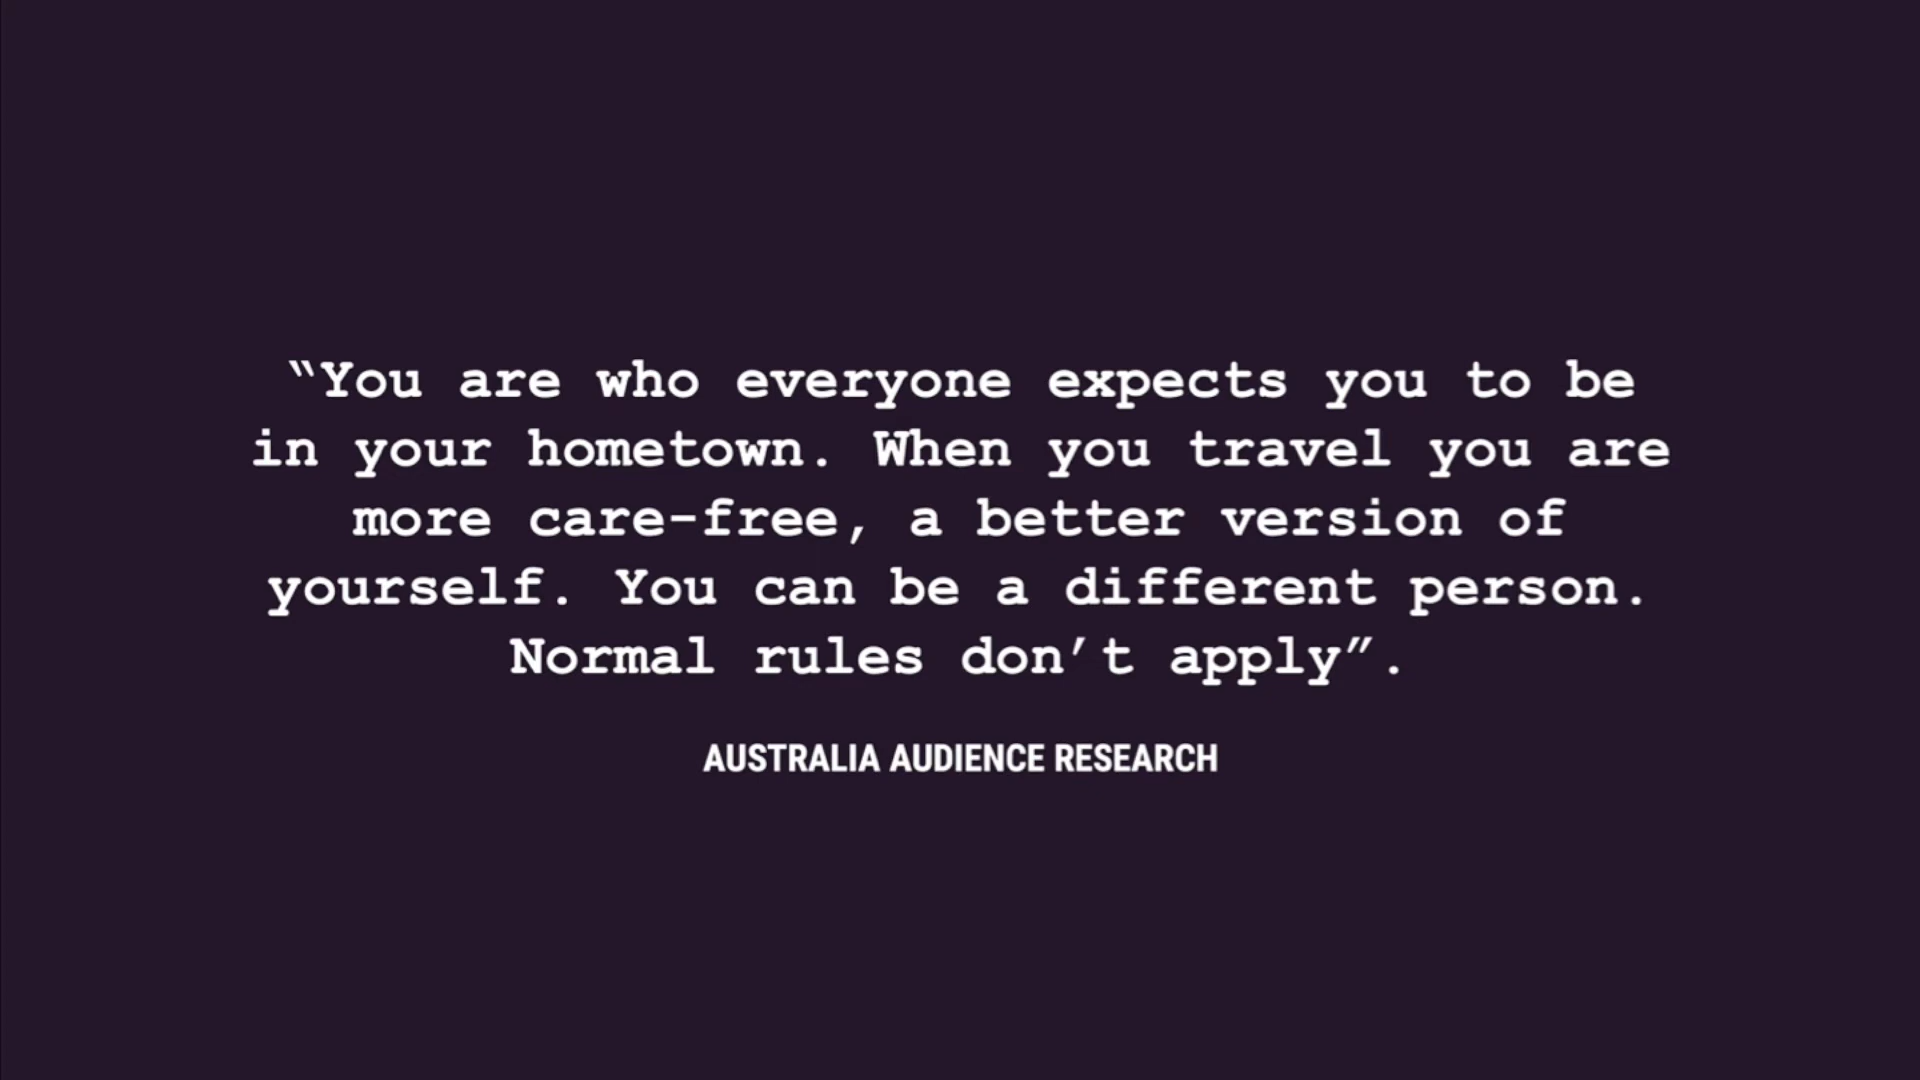 “You are who everyone expects you to be
in your hometown. When you travel you are
more care-free, a better version of
yourself. You can be a different person.
Normal rules don’t apply”.
AUSTRALIA AUDIENCE RESEARCH